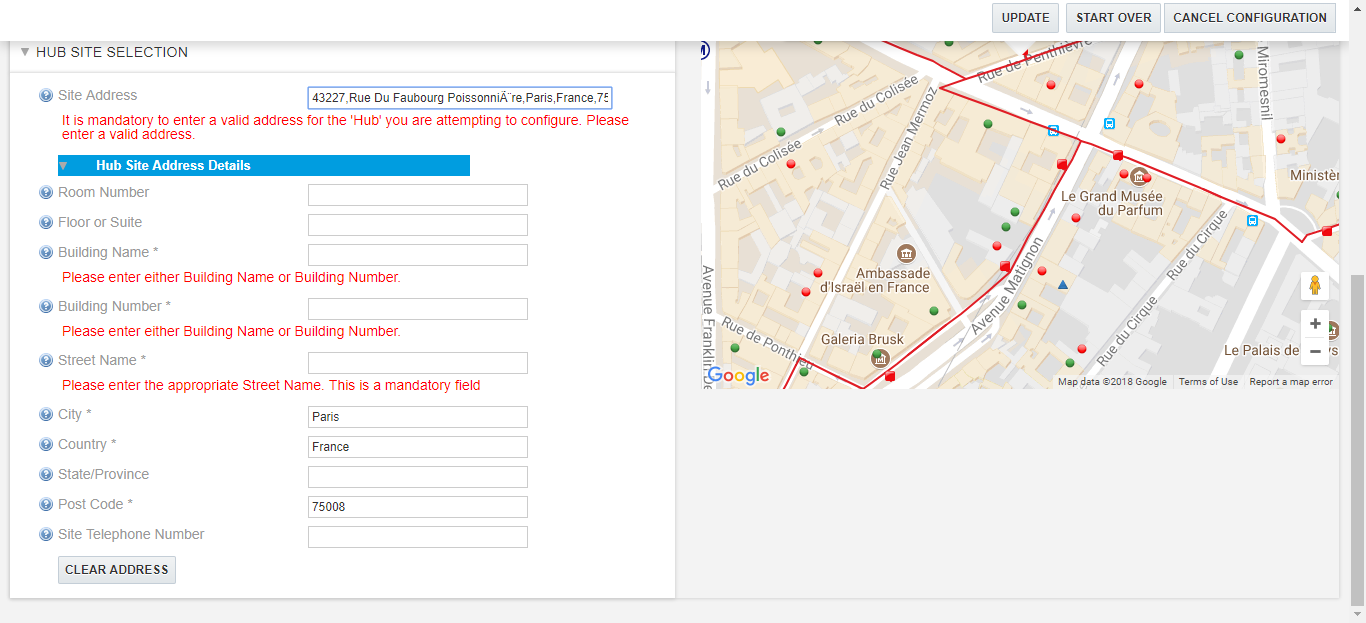 UPDATE
START OVER
CANCEL CONFIGURATION
HUB SITE SELECTION
Site Address
43227,Rue Du Faubourg PoissonniÃ¨re,Paris,France,75
It is mandatory to enter a valid address for the 'Hub' you are attempting to configure. Please
enter a valid address.
Hub Site Address Details
Room Number
Floor or Suite
Building Name *
Please enter either Building Name or Building Number.
Building Number *
Please enter either Building Name or Building Number.
Street Name *
Please enter the appropriate Street Name. This is a mandatory field
City *
Paris
Country *
France
State/Province
Post Code *
75008
Site Telephone Number
CLEAR ADDRESS
Rue de Penthièvre
Miromesnil
Rue du Colisée
Rue Jean Mermoz
Rue du Colisée
Le Grand Musée
du Parfum
Ministèr
Rue du Cirque
Ambassade
d'Israël en France
Avenue Matignon
Avenue Franklin De
Rue de Ponthieu
Galeria Brusk
Rue du Cirque
Le Palais de
Google
Map data ©2018 Google
Terms of Use
Report a map error